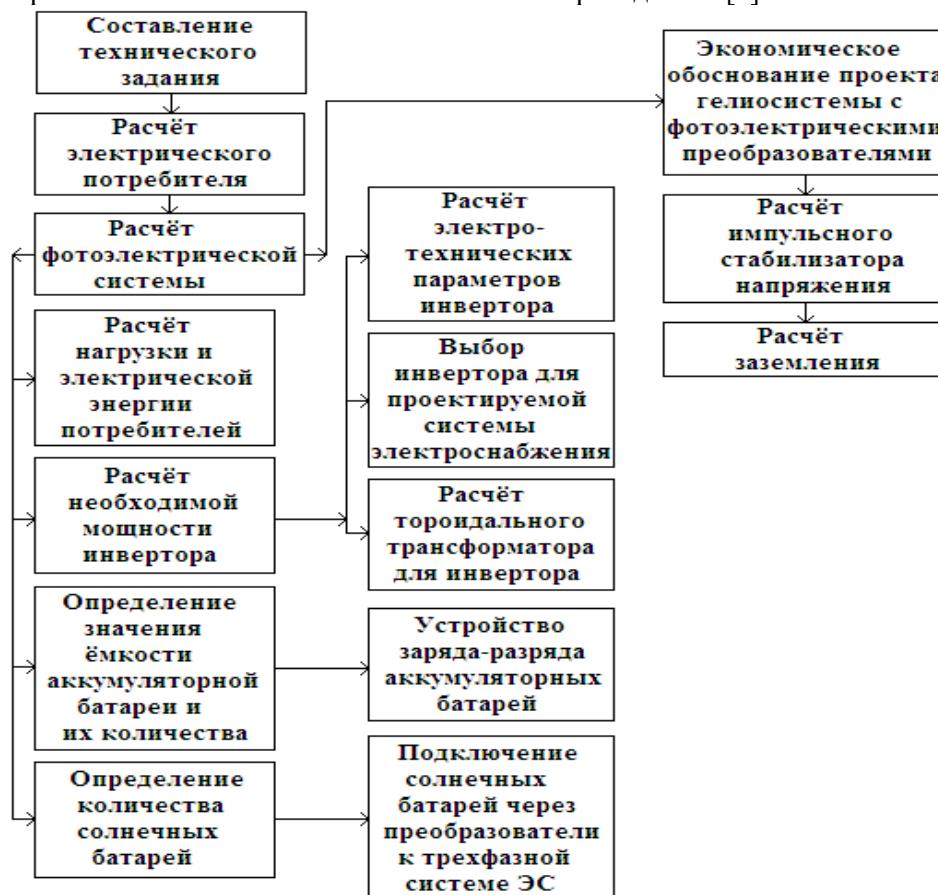 Составление
технического
задания
Расчёт
электрического
потребителя
Расчёт
фотоэлектрической
системы
Расчёт
нагрузки и
электрической
энергии
потребителей
Расчёт
необходимой
мощности
инвертора
Определение
значения
ёмкости
аккумуляторной
батареи и
их количества
Определение
количества
солнечных
батарей
Расчёт
электро-
технических
параметров
инвертора
Выбор
инвертора для
проектируемой
системы
электроснабжения
Расчёт
тороидального
трансформатора
для инвертора
Устройство
заряда-разряда
аккумуляторных
батарей
Подключение
солнечных
батарей через
преобразователи
к трехфазной
системе ЭС
Экономическое
обоснование проекта
гелиосистемы с
фотоэлектрическими
преобразователями
Расчёт
импульсного
стабилизатора
напряжения
Расчёт
заземления